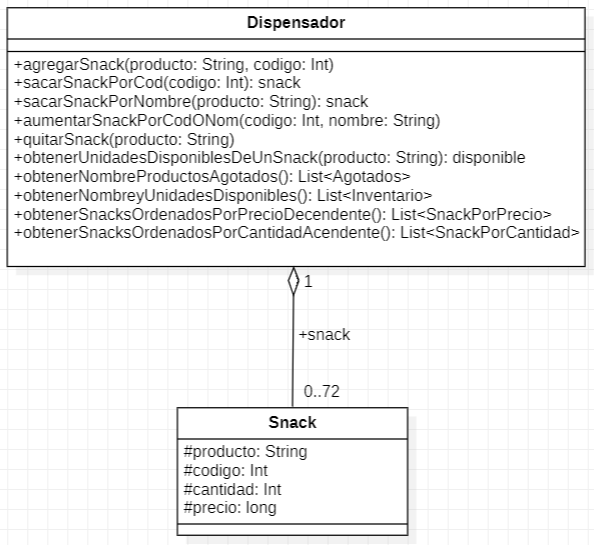 Dispensador
+agregarSnack(producto: String, codigo: Int)
+sacarSnackPorCod(codigo: Int): snack
+sacarSnackPorNombre(producto: String): snack
+aumentarSnackPorCodONom(codigo: Int, nombre: String)
+quitarSnack(producto: String)
+obtenerUnidadesDisponiblesDeUnSnack(producto: String): disponible
+obtenerNombreProductosAgotados(): List<Agotados>
+obtenerNombreyUnidadesDisponibles(): List<Inventario>
+obtenerSnacksOrdenadosPorPrecioDecendente(): List<SnackPorPrecio>
+obtenerSnacksOrdenadosPorCantidadAcendente(): List<SnackPorCantidad>
1
+snack
0..72
Snack
#producto: String
#codigo: Int
#cantidad: Int
#precio: long